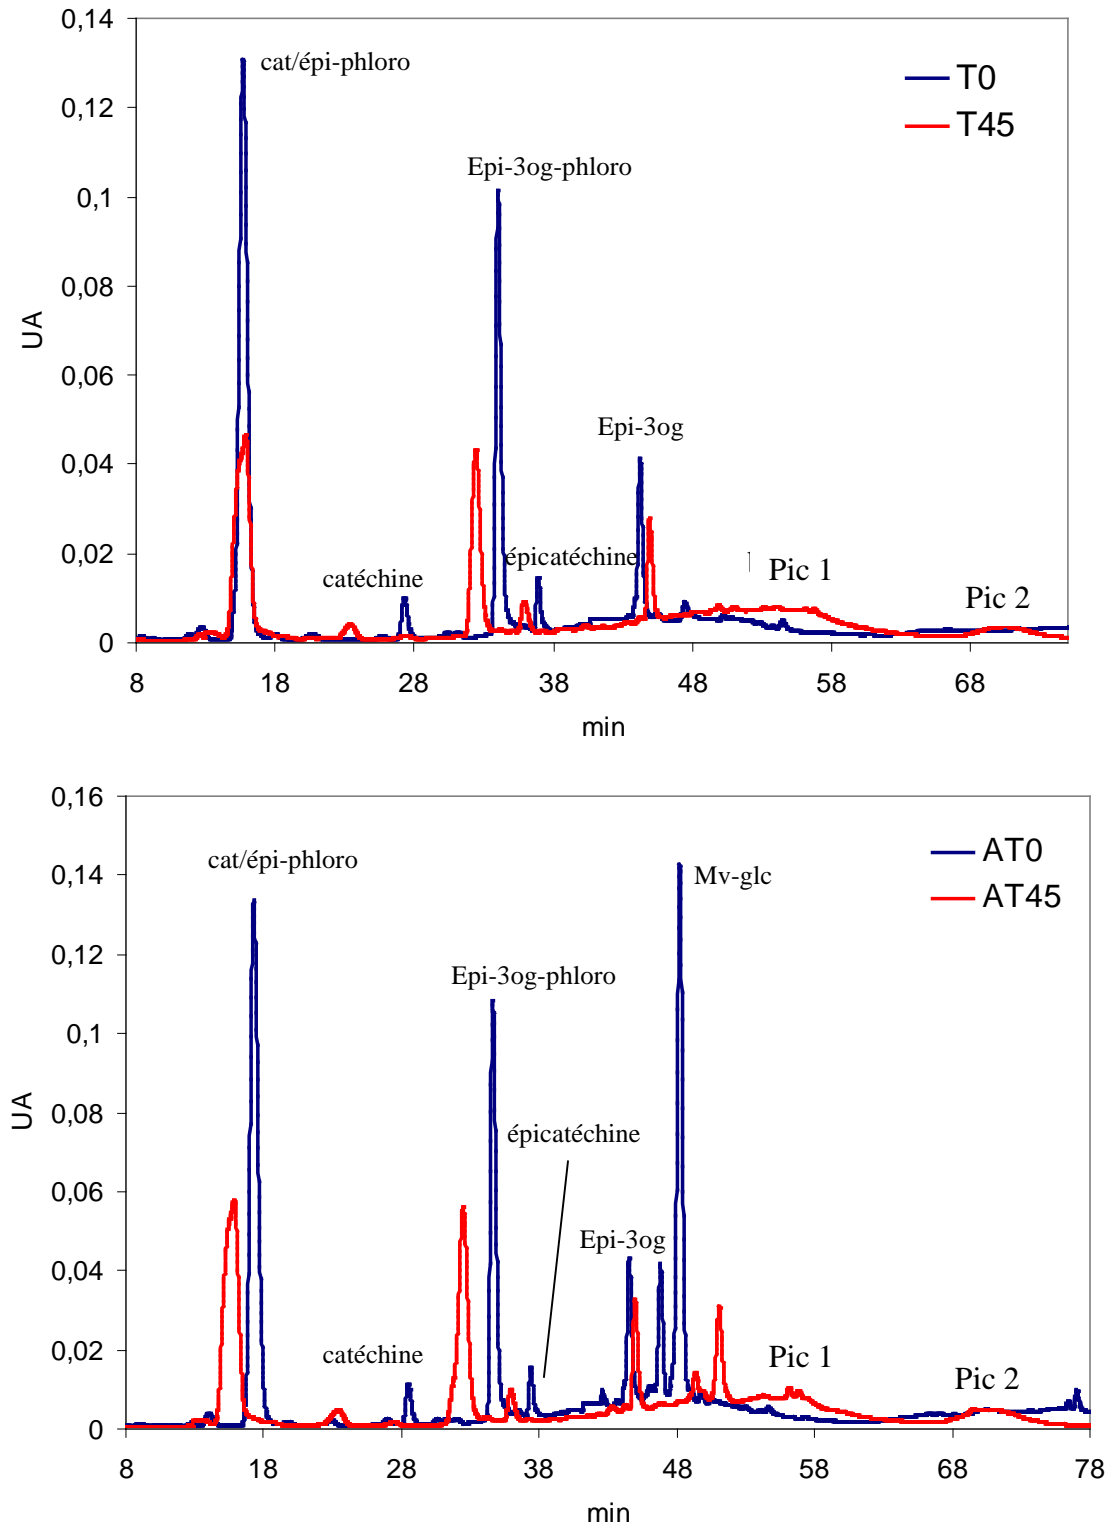 0,14
cat/épi-phloro
T0
T45
0,12
Epi-3og-phloro
0,1
0,08
UA
0,06
Epi-3og
0,04
épicatéchine
catéchine
Pic 1
Pic 2
0,02
0
8 18 28 38 48 58 68
min
0,16
cat/épi-phloro
AT0
AT45
0,14
Mv-glc
0,12
Epi-3og-phloro
0,1
UA
0,08
épicatéchine
0,06
Epi-3og
0,04
catéchine
Pic 1
Pic 2
0,02
0
8 18 28 38 48 58 68 78
min